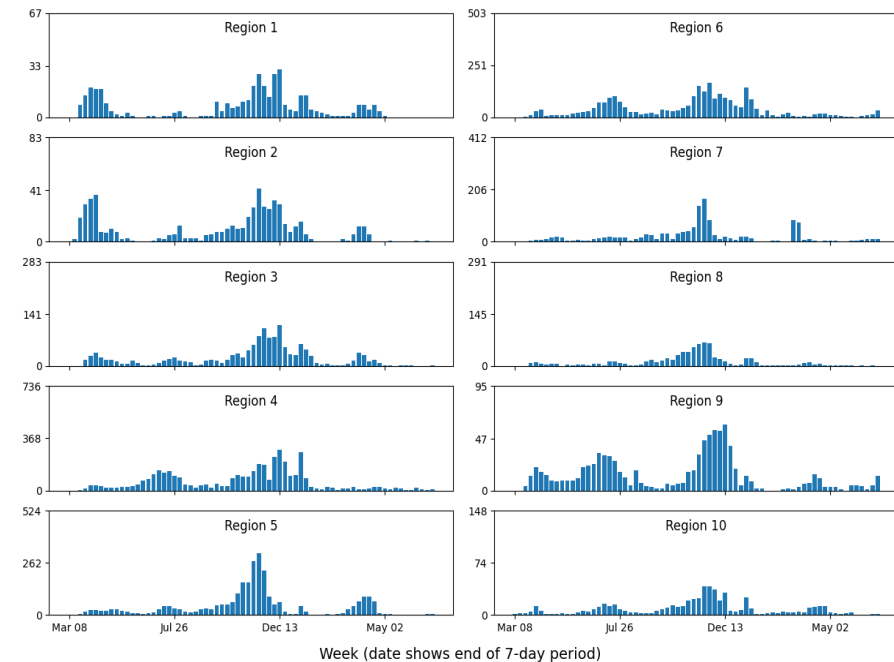 67
33
0
Region 1
503
251
0
Region 6
83
41
0
Region 2
412
206
0
Region 7
283
141
0
Region 3
291
145
0
Region 8
736
368
0
Region 4
95
47
0
Region 9
524
262
0
Region 5
148
74
0
Region 10
Mar 08 Jul 26 Dec 13 May 02
Mar 08 Jul 26 Dec 13 May 02
Week (date shows end of 7-day period)